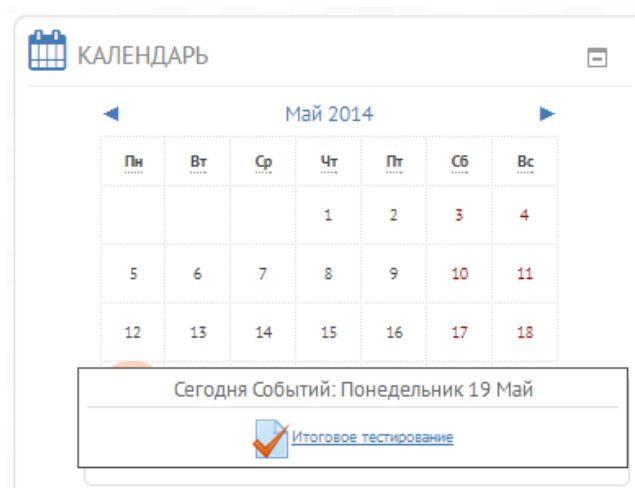 КАЛЕНДАРЬ
Май 2014
Пн Вт Ср Чт Пт Сб Вс
1 2 3 4
5 6 7 8 9 10 11
12 13 14 15 16 17 18
Сегодня Событий: Понедельник 19 Май
Итоговое тестирование